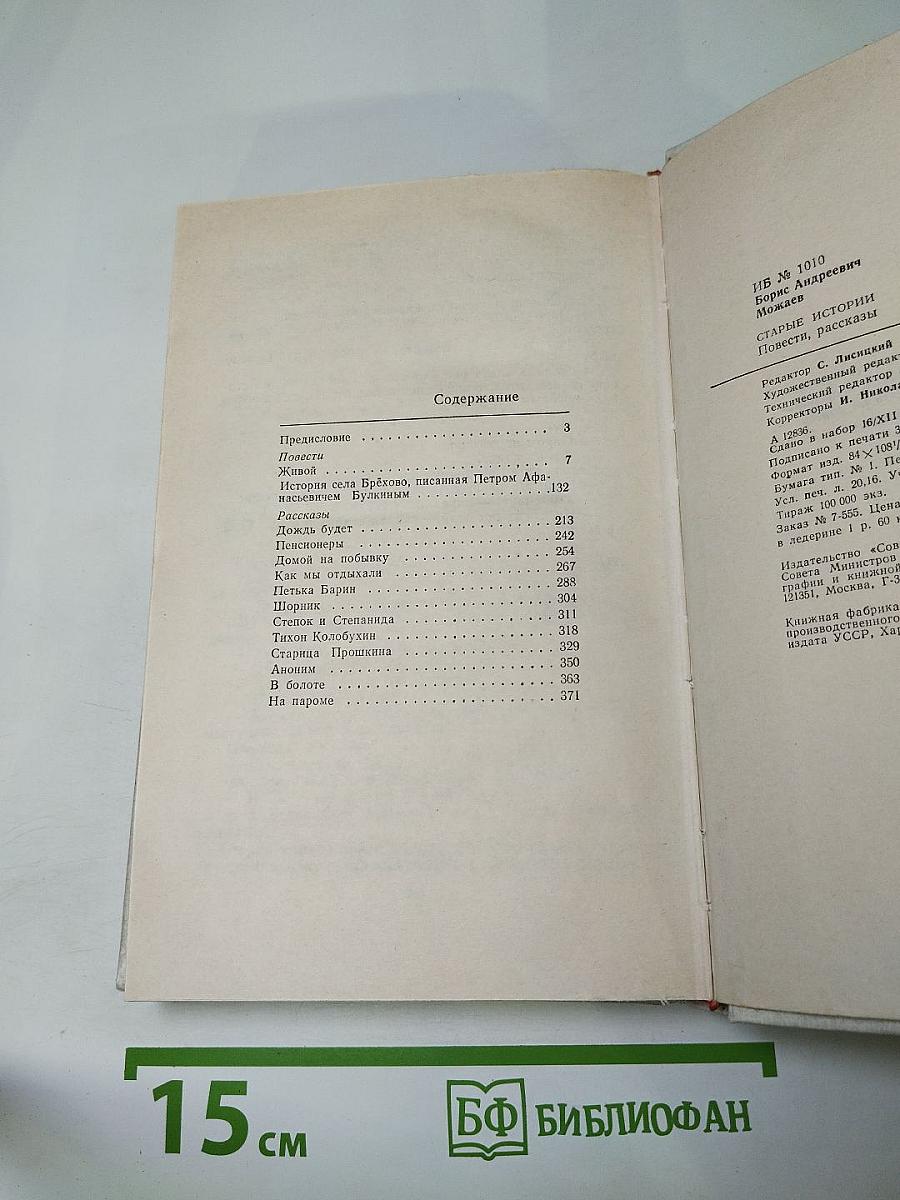 Содержание
Предисловие . . . . . . . . . . . . . . . . . . . . . . 3
Повести
Живой . . . . . . . . . . . . . . . . . . . . . . . . 7
История села Брёхово, писанная Петром Афа-
насьевичем Булкиным . . . . . . . . . . . . . .132
Рассказы
Дождь будет . . . . . . . . . . . . . . . . . . . . 213
Пенсионеры . . . . . . . . . . . . . . . . . . . . 242
Домой на побывку . . . . . . . . . . . . . . . . . 254
Как мы отдыхали . . . . . . . . . . . . . . . . . 267
Петька Барин . . . . . . . . . . . . . . . . . . . 288
Шорник . . . . . . . . . . . . . . . . . . . . . . 304
Степок и Степанида . . . . . . . . . . . . . . . . 311
Тихон Колобухин . . . . . . . . . . . . . . . . . 318
Старица Прошкина . . . . . . . . . . . . . . . . 329
Аноним . . . . . . . . . . . . . . . . . . . . . . 350
В болоте . . . . . . . . . . . . . . . . . . . . . 363
На пароме . . . . . . . . . . . . . . . . . . . . 371
ИБ № 1010
Борис Андреевич
Можаев
СТАРЫЕ ИСТОРИИ
Повести, рассказы
Редактор С. Лисицкий
Художественный редакт
Технический редактор
Корректоры И. Никола
А 12836.
Сдано в набор 16/XII
Подписано к печати 3
Формат изд. 84×108¹/
Бумага тип. № 1. Пе
Усл. печ. л. 20,16. Уч
Тираж 100 000 экз.
Заказ № 7-555. Цена
в ледерине 1 р. 60 к
Издательство «Сов
Совета Министров
графии и книжной
121351, Москва, Г-3
Книжная фабрика
производственного
издата УССР, Хар
15 см
БФ БИБЛИОФАН